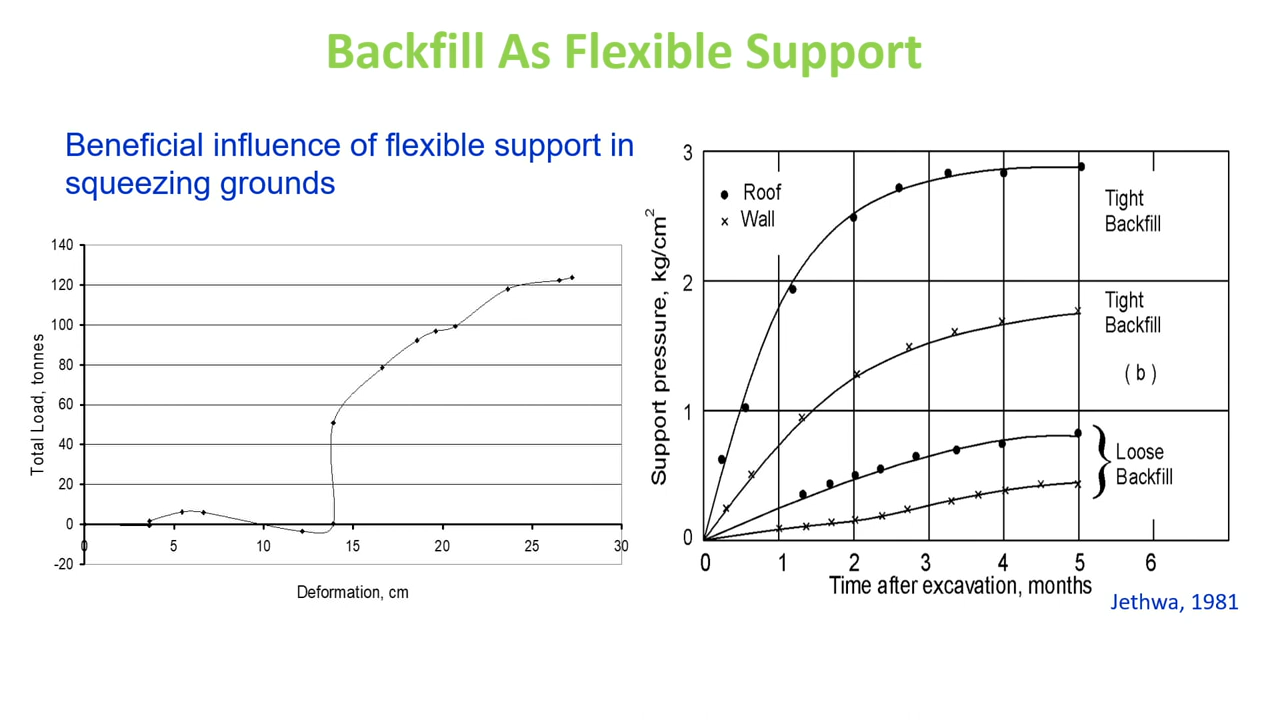 Backfill As Flexible Support
Beneficial influence of flexible support in
squeezing grounds
140
120
100
80
60
40
20
0
-20
0
5
10
15
20
25
30
Total Load, tonnes
Deformation, cm
3
2
1
0
Support pressure, kg/cm²
Roof
Wall
Tight
Backfill
Tight
Backfill
( b )
Loose
Backfill
0
1
2
3
4
5
6
Time after excavation, months
Jethwa, 1981